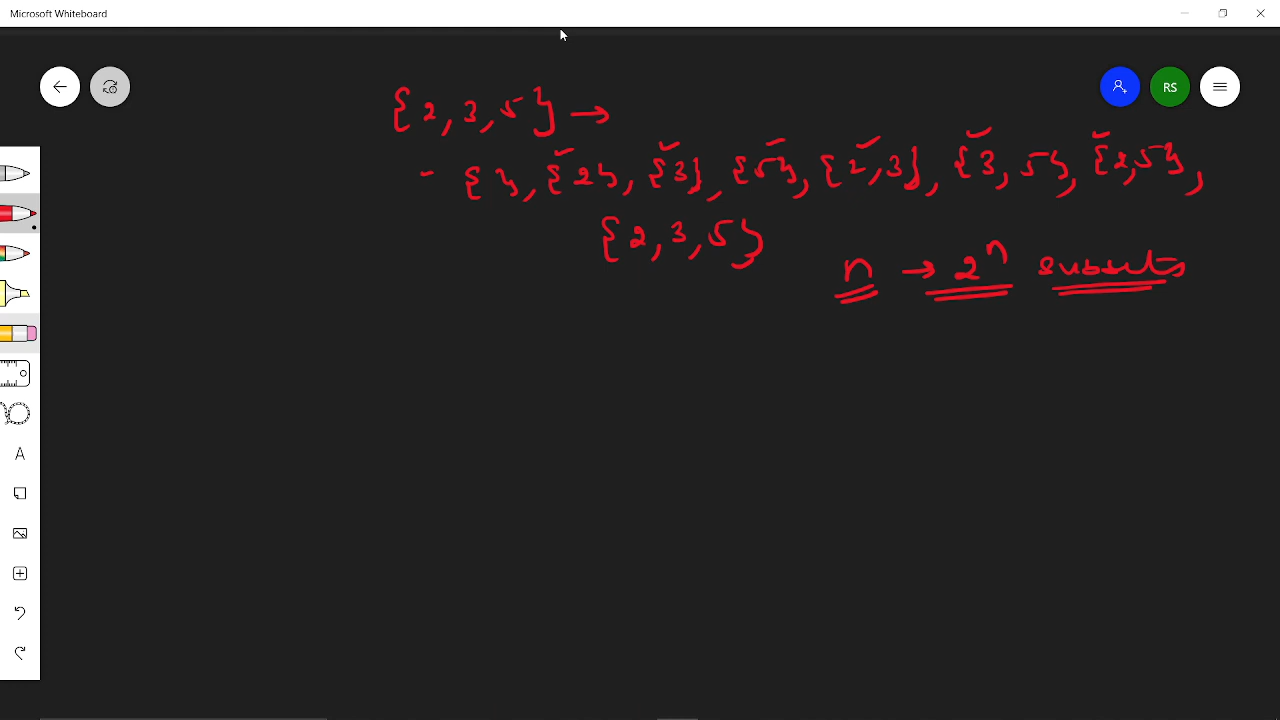 Microsoft Whiteboard
RS
{2, 3, 5} →
- { }, {2}, {3}, {5}, {2, 3}, {3, 5}, {2, 5},
{2, 3, 5}
n → 2ⁿ subsets
A